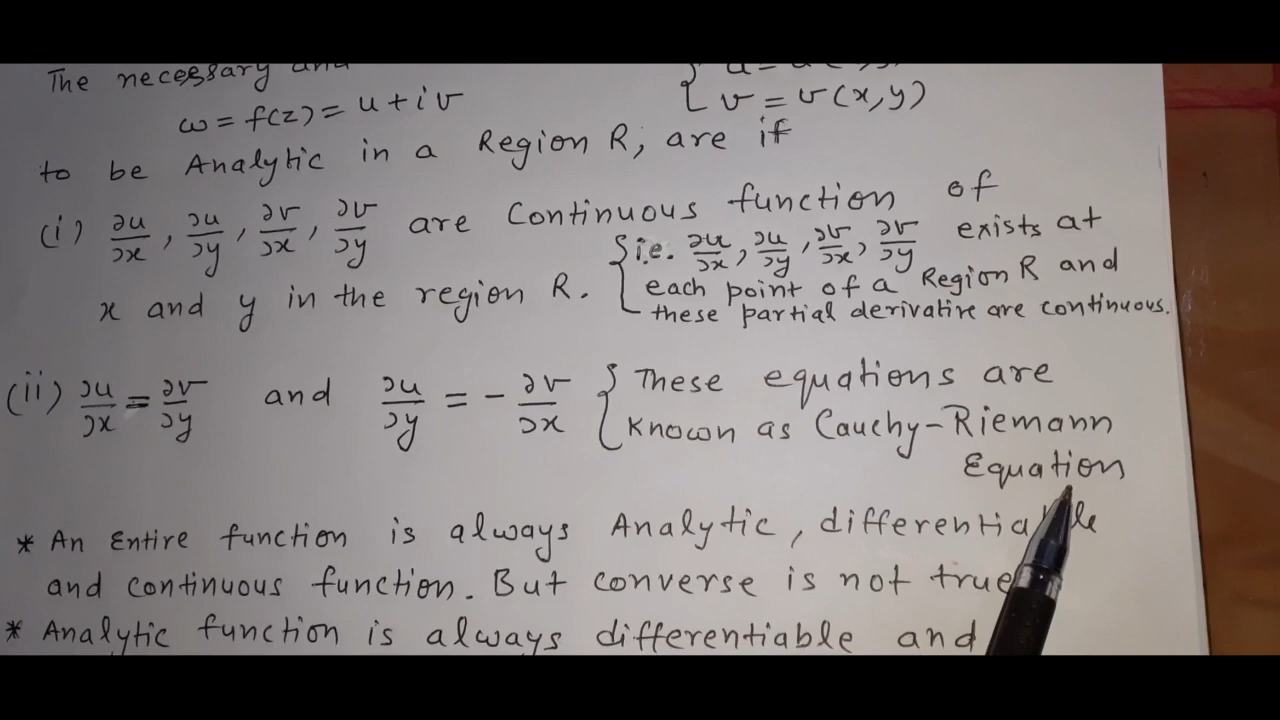 The necessary and
w = f(z) = u + i v { v = v(x, y)
to be Analytic in a Region R, are if
(i) ∂u/∂x , ∂u/∂y , ∂v/∂x , ∂v/∂y are Continuous function of
x and y in the region R. { i.e. ∂u/∂x , ∂u/∂y , ∂v/∂x , ∂v/∂y exists at
each point of a Region R and
these partial derivative are continuous.
(ii) ∂u/∂x = ∂v/∂y and ∂u/∂y = - ∂v/∂x { These equations are
Known as Cauchy-Riemann
Equation
* An Entire function is always Analytic, differentiable
and continuous function. But converse is not true
* Analytic function is always differentiable and